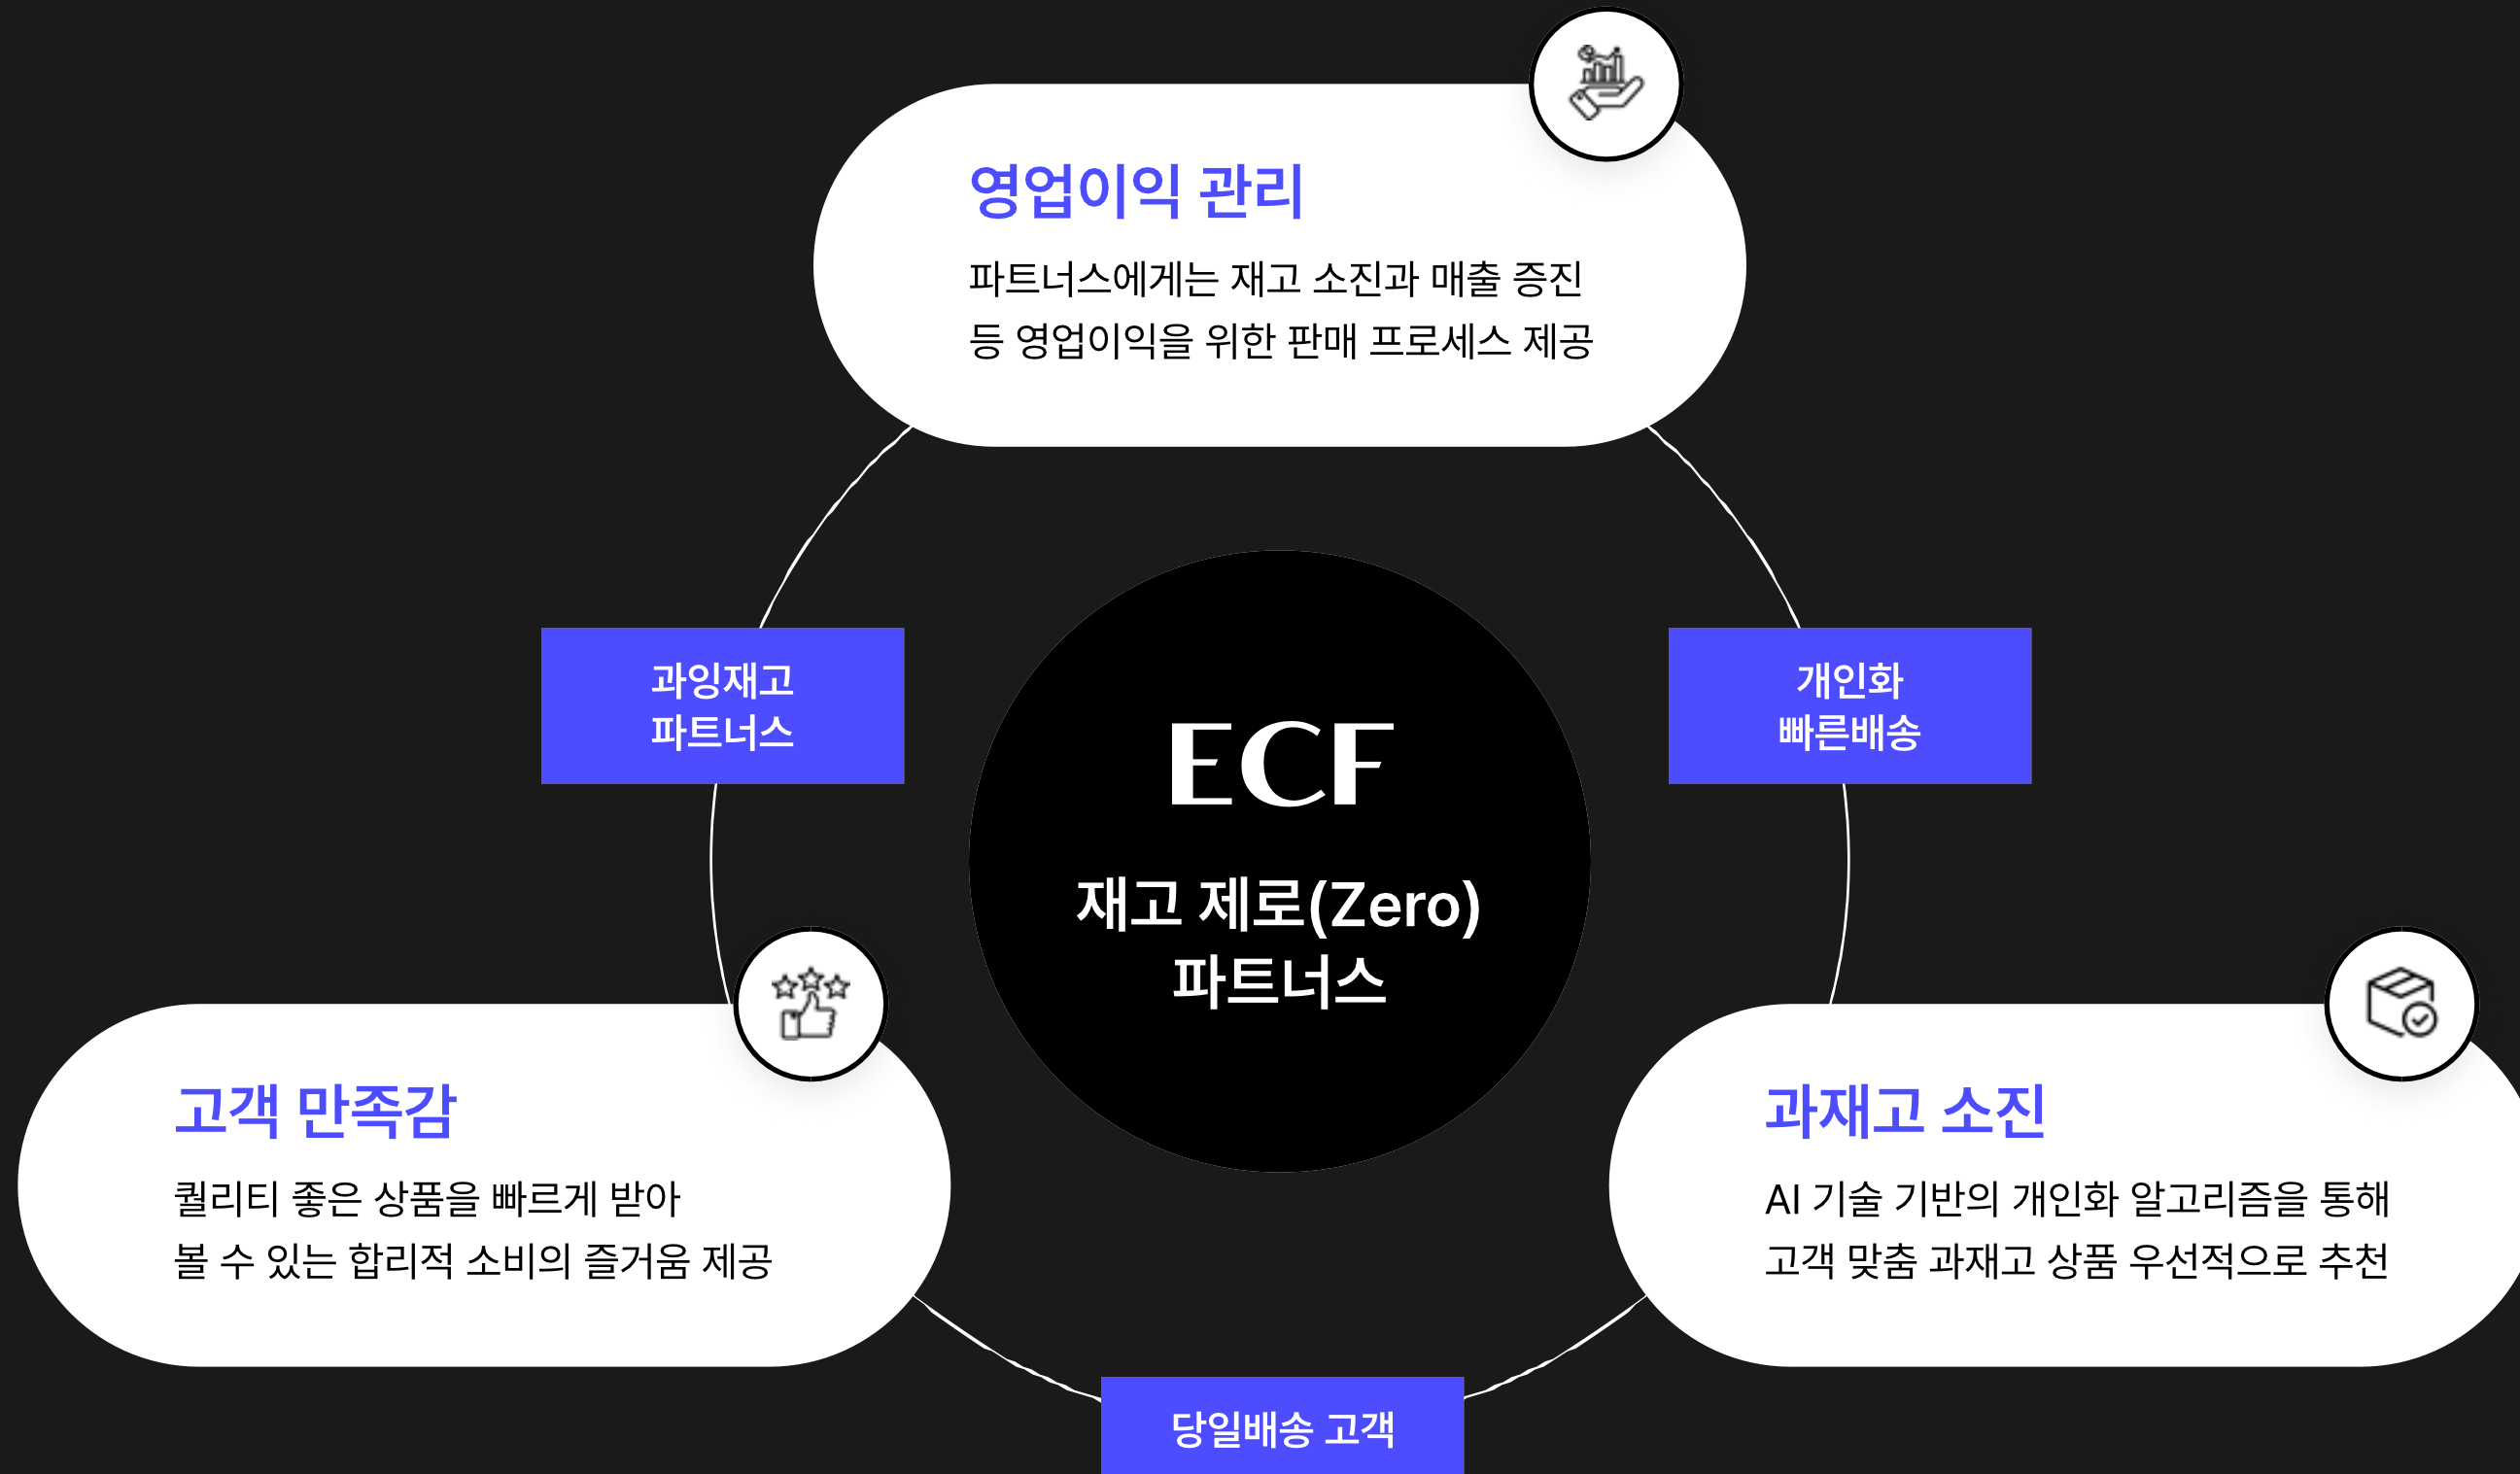 영업이익 관리
파트너스에게는 재고 소진과 매출 증진
등 영업이익을 위한 판매 프로세스 제공
과잉재고
파트너스
개인화
빠른배송
ECF
재고 제로(Zero)
파트너스
고객 만족감
퀄리티 좋은 상품을 빠르게 받아
볼 수 있는 합리적 소비의 즐거움 제공
과재고 소진
AI 기술 기반의 개인화 알고리즘을 통해
고객 맞춤 과재고 상품 우선적으로 추천
당일배송 고객